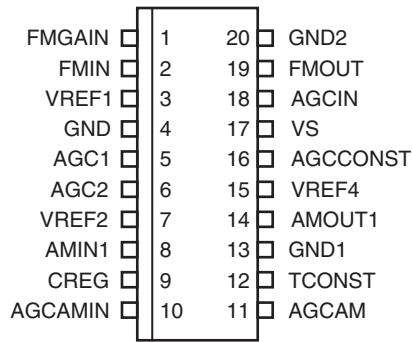 FMGAIN 1 20 GND2
FMIN 2 19 FMOUT
VREF1 3 18 AGCIN
GND 4 17 VS
AGC1 5 16 AGCCONST
AGC2 6 15 VREF4
VREF2 7 14 AMOUT1
AMIN1 8 13 GND1
CREG 9 12 TCONST
AGCAMIN 10 11 AGCAM